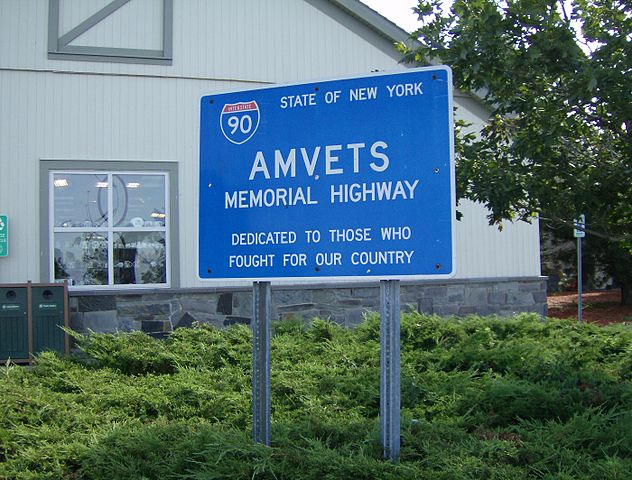 STATE OF NEW YORK
INTERSTATE
90
AMVETS
MEMORIAL HIGHWAY
DEDICATED TO THOSE WHO
FOUGHT FOR OUR COUNTRY